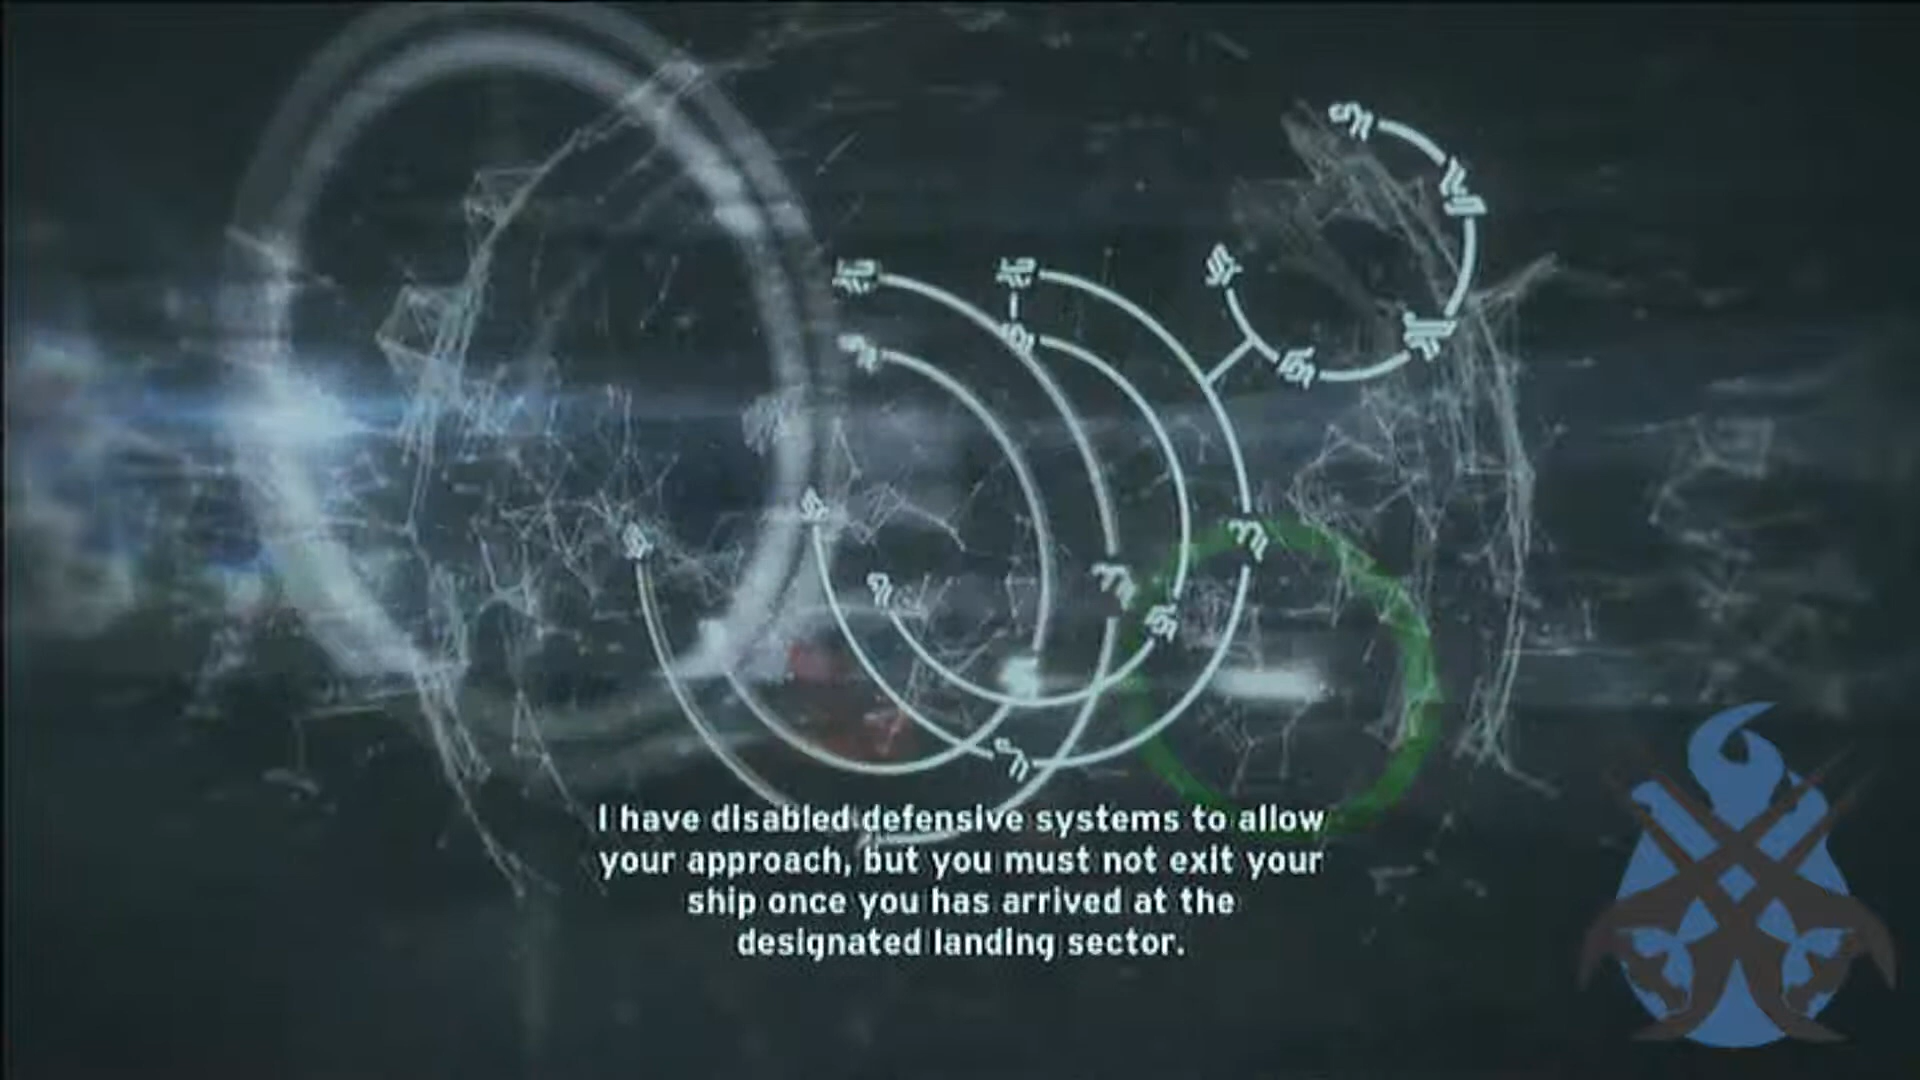 I have disabled defensive systems to allow
your approach, but you must not exit your
ship once you has arrived at the
designated landing sector.